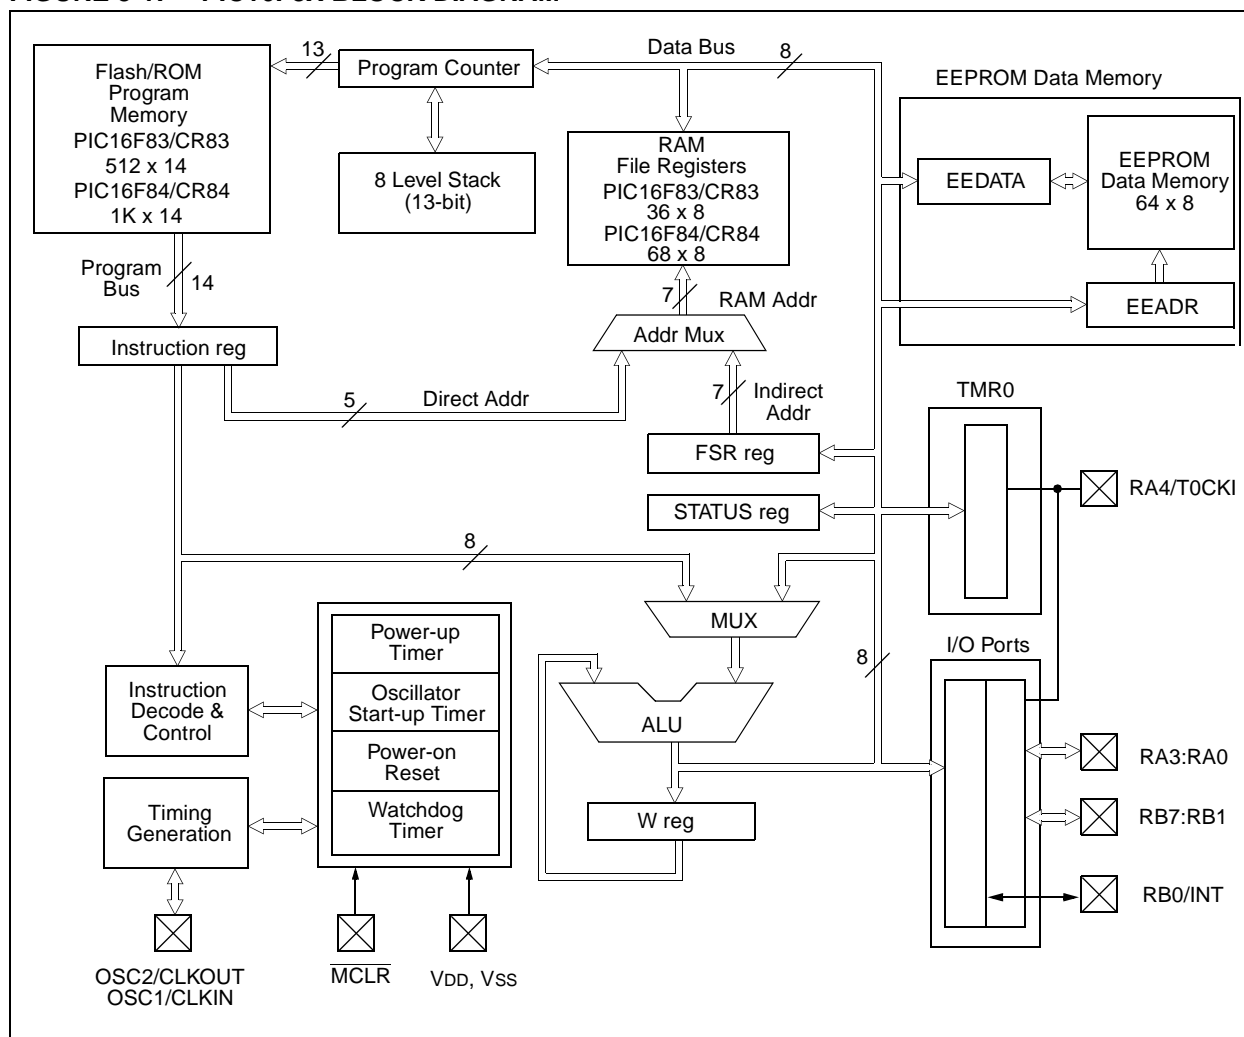 13
Data Bus
8
Flash/ROM
Program
Memory
PIC16F83/CR83
512 x 14
PIC16F84/CR84
1K x 14
Program Counter
EEPROM Data Memory
8 Level Stack
(13-bit)
RAM
File Registers
PIC16F83/CR83
36 x 8
PIC16F84/CR84
68 x 8
EEDATA
EEPROM
Data Memory
64 x 8
Program
Bus
14
7
RAM Addr
EEADR
Instruction reg
Addr Mux
5
Direct Addr
7
Indirect
Addr
TMR0
FSR reg
RA4/T0CKI
STATUS reg
8
MUX
Power-up
Timer
8
I/O Ports
Instruction
Decode &
Control
Oscillator
Start-up Timer
ALU
Power-on
Reset
RA3:RA0
Timing
Generation
Watchdog
Timer
W reg
RB7:RB1
RB0/INT
OSC2/CLKOUT
OSC1/CLKIN
MCLR
VDD, VSS